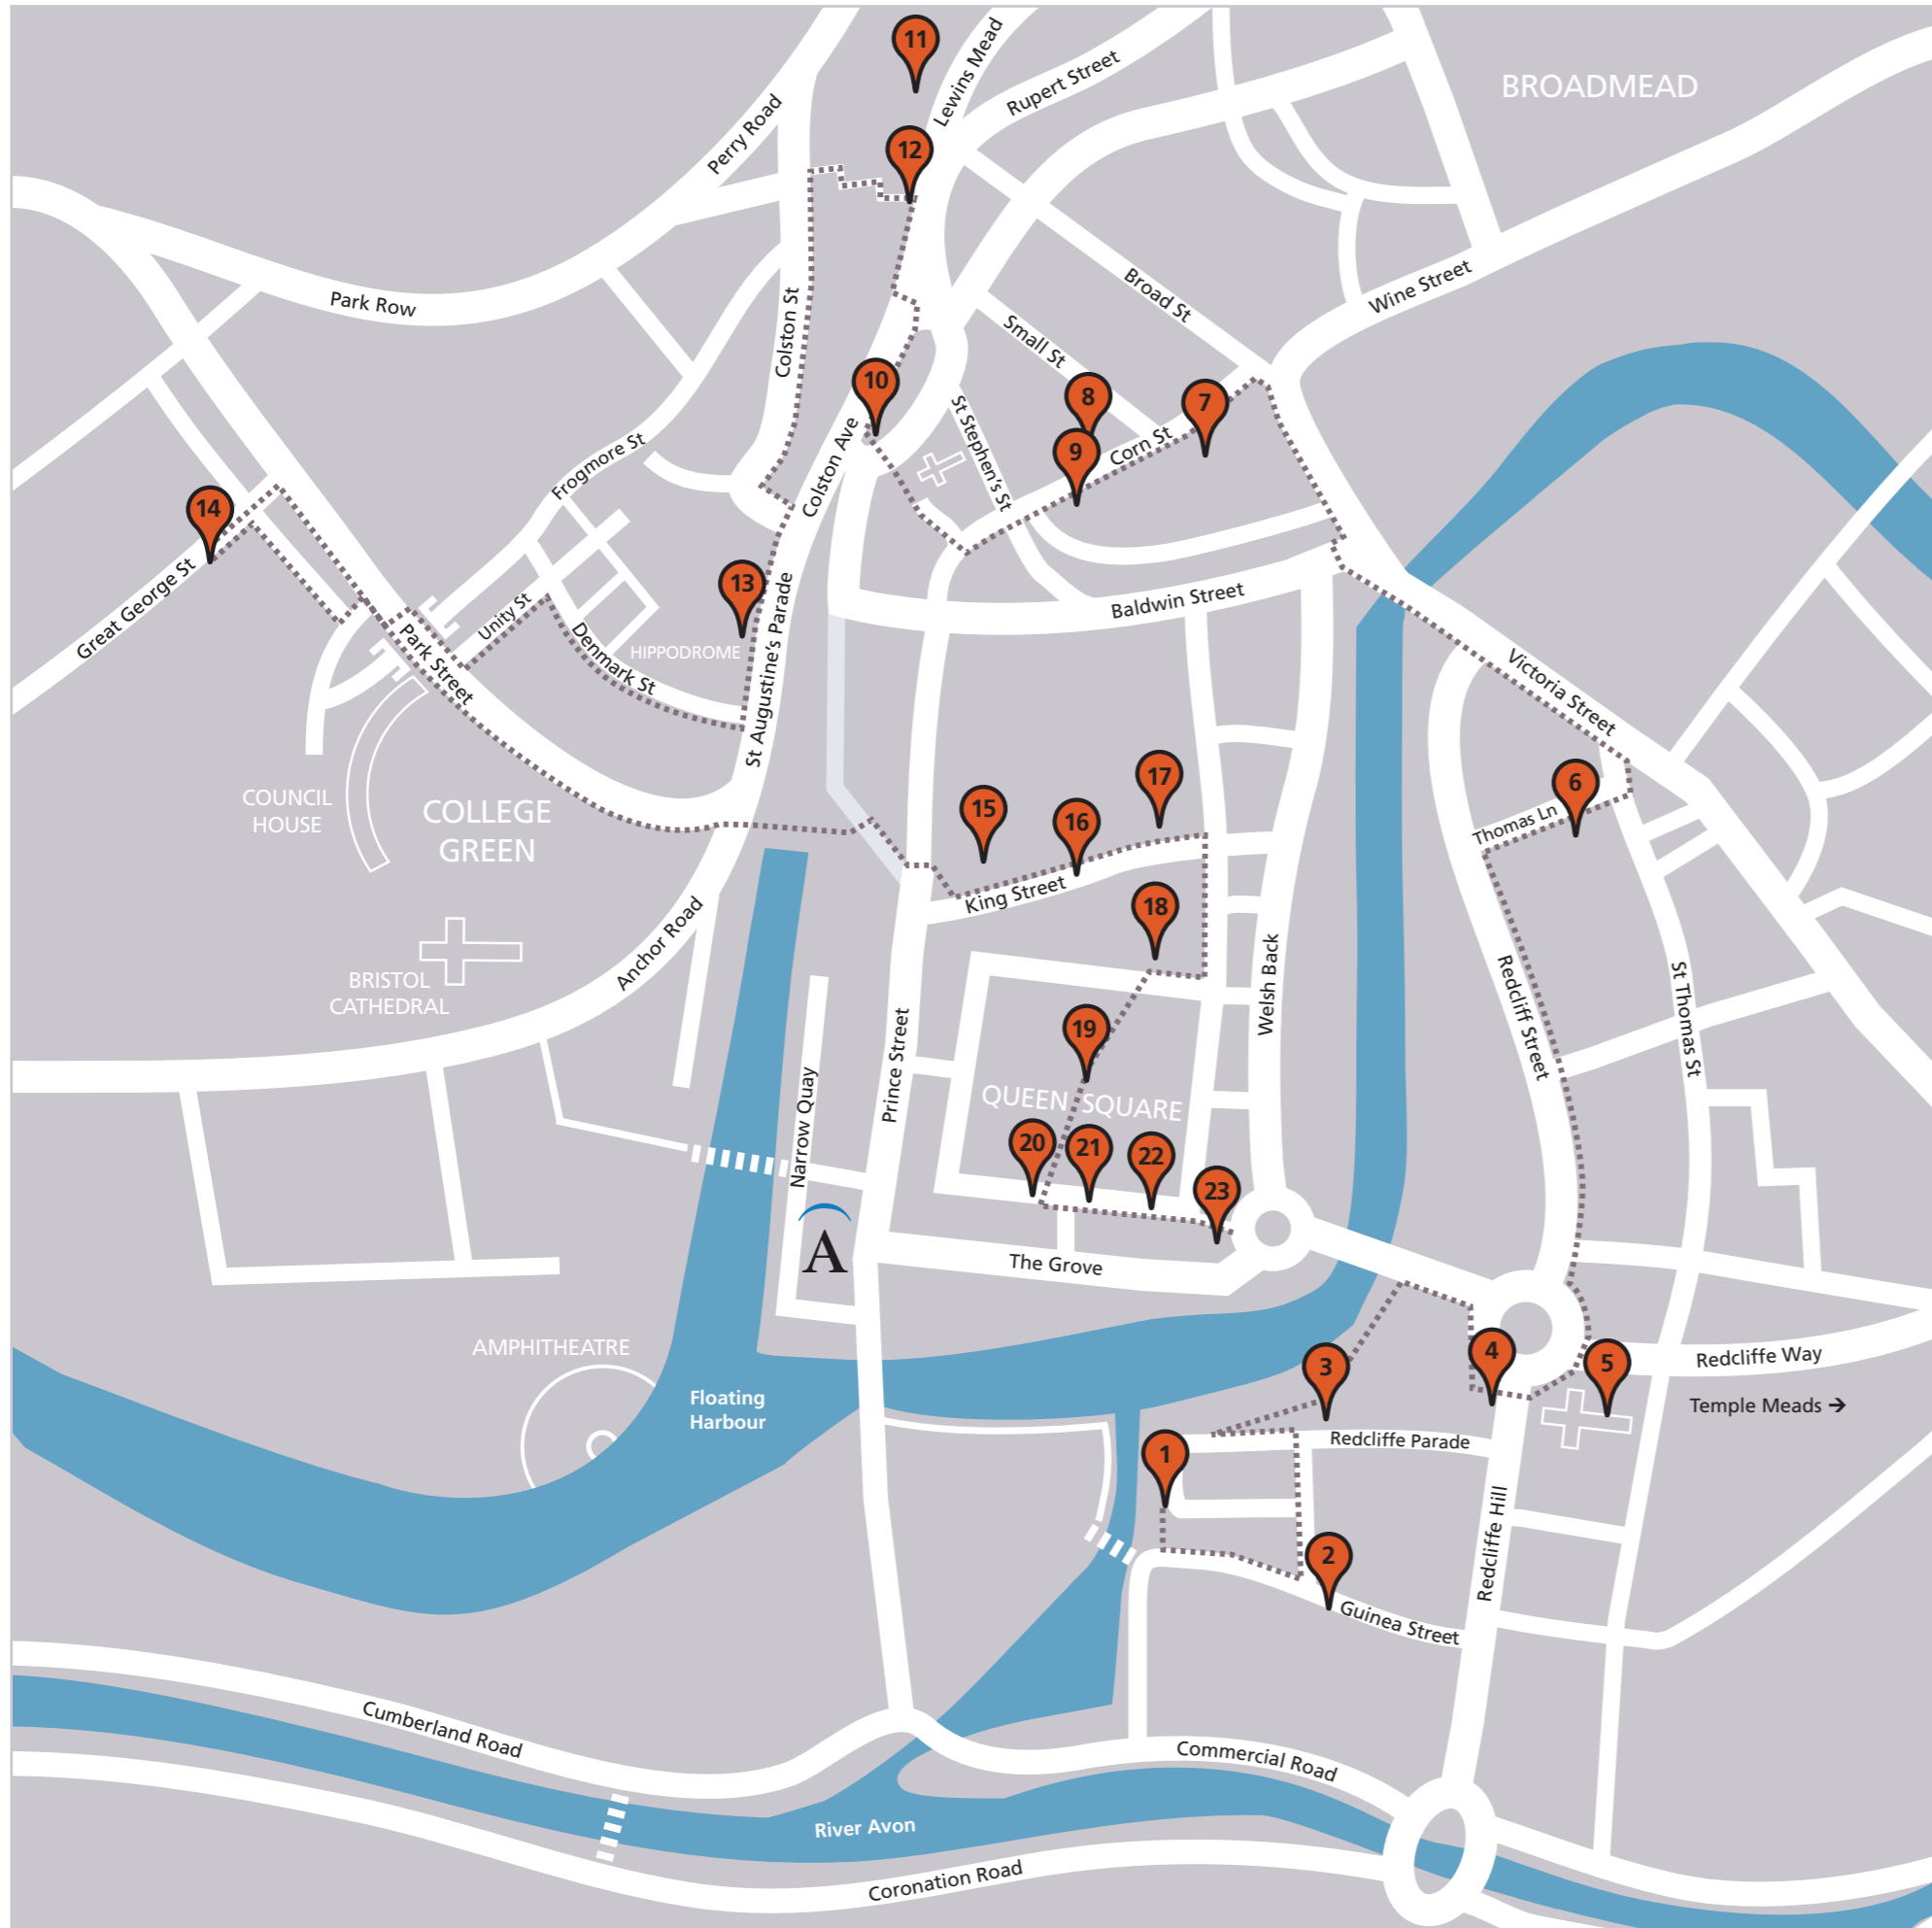 11
Lewins Mead
Rupert Street
BROADMEAD
Perry Road
12
Broad St
Wine Street
Park Row
Colston St
Small St
10
8
7
St Stephen's St
9
Corn St
Colston Ave
Frogmore St
14
Great George St
13
Unity St
Park Street
Denmark St
HIPPODROME
St Augustine's Parade
Baldwin Street
Victoria Street
COUNCIL
HOUSE
COLLEGE
GREEN
15
16
17
6
Thomas Ln
King Street
18
Anchor Road
BRISTOL
CATHEDRAL
Welsh Back
Redcliff Street
St Thomas St
19
Prince Street
Narrow Quay
QUEEN SQUARE
20
21
22
23
A
The Grove
AMPHITHEATRE
Floating
Harbour
3
4
5
Redcliffe Way
Temple Meads →
1
Redcliffe Parade
2
Redcliffe Hill
Guinea Street
Cumberland Road
Commercial Road
River Avon
Coronation Road